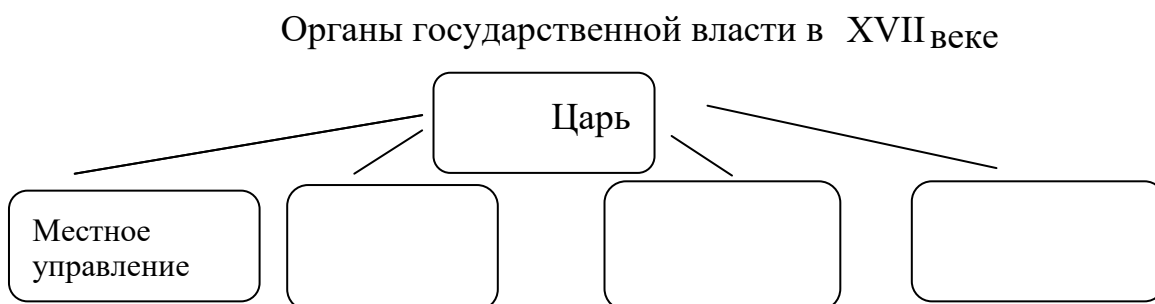 Органы государственной власти в XVII веке
Царь
Местное
управление